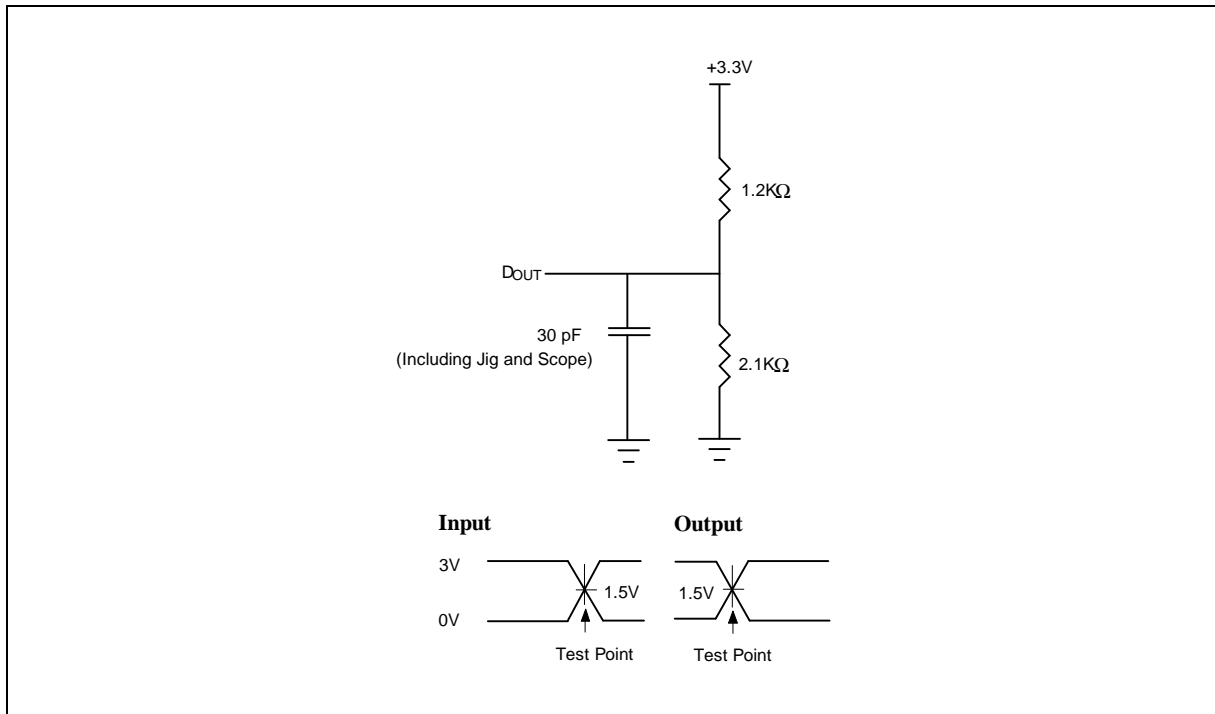 +3.3V
1.2KΩ
DOUT
30 pF
(Including Jig and Scope)
2.1KΩ
Input Output
3V
1.5V 1.5V
0V
Test Point Test Point